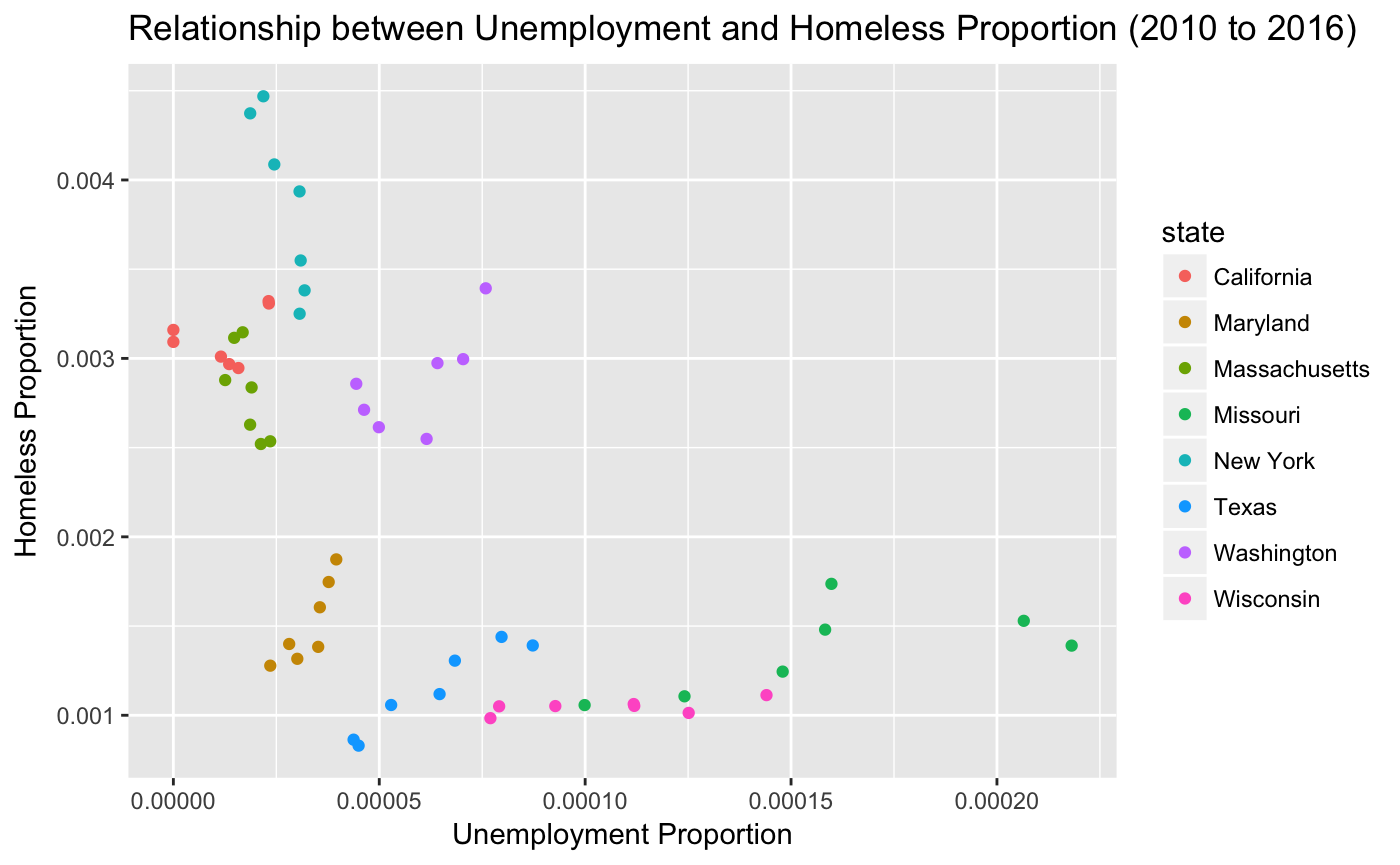 Relationship between Unemployment and Homeless Proportion (2010 to 2016)
0.004
0.003
0.002
0.001
Homeless Proportion
0.00000
0.00005
0.00010
0.00015
0.00020
Unemployment Proportion
state
California
Maryland
Massachusetts
Missouri
New York
Texas
Washington
Wisconsin